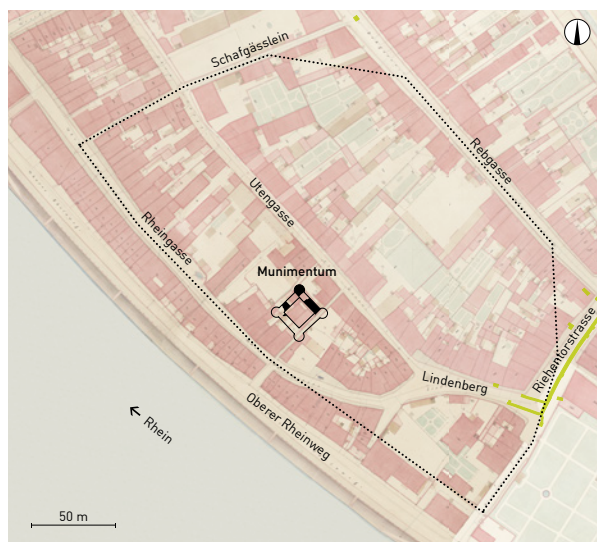 Schafgässlein
Rebgasse
Utengasse
Rheingasse
Munimentum
Riehentorstrasse
Lindenberg
Oberer Rheinweg
Rhein
50 m